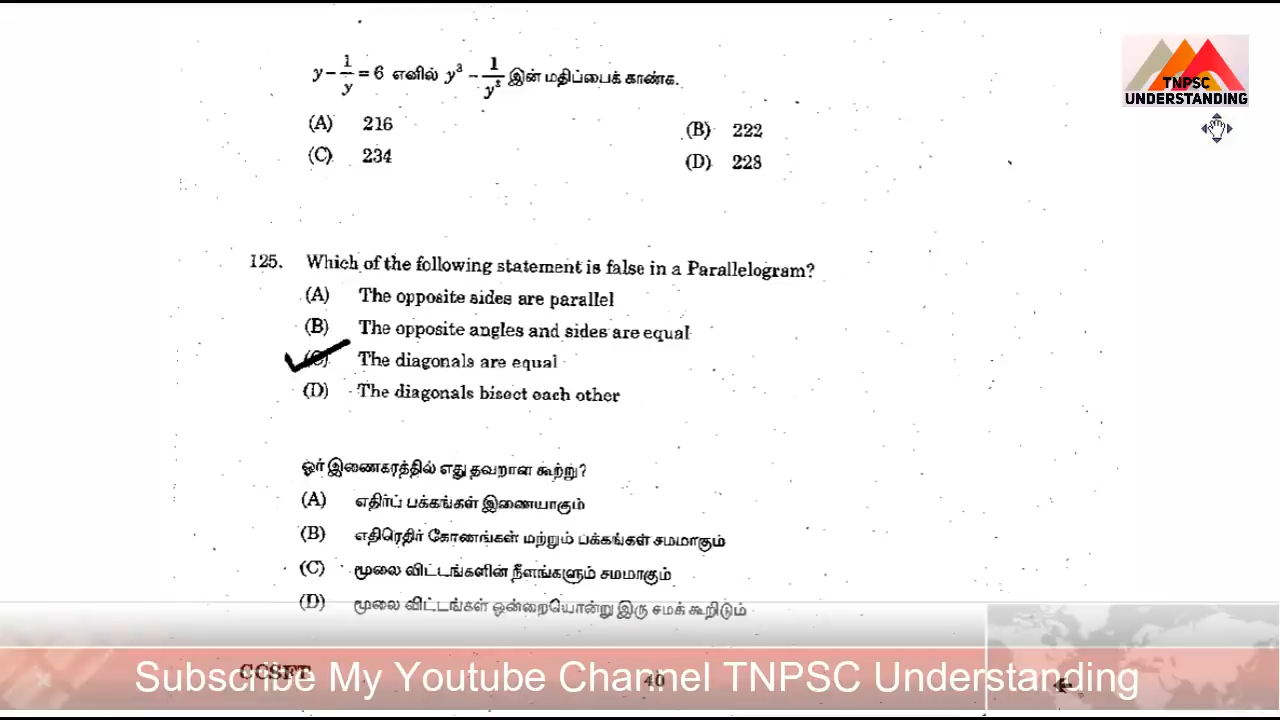 y - 1/y = 6 எனில் y³ - 1/y³ இன் மதிப்பைக் காண்க.
(A) 216 (B) 222
(C) 234 (D) 228
TNPSC
UNDERSTANDING
125. Which of the following statement is false in a Parallelogram?
(A) The opposite sides are parallel
(B) The opposite angles and sides are equal
(C) The diagonals are equal
(D) The diagonals bisect each other
ஓர் இணைகரத்தில் எது தவறான கூற்று?
(A) எதிர்ப் பக்கங்கள் இணையாகும்
(B) எதிரெதிர் கோணங்கள் மற்றும் பக்கங்கள் சமமாகும்
(C) மூலை விட்டங்களின் நீளங்களும் சமமாகும்
(D) மூலை விட்டங்கள் ஒன்றையொன்று இரு சமக் கூறிடும்
Subscribe My Youtube Channel TNPSC Understanding
40